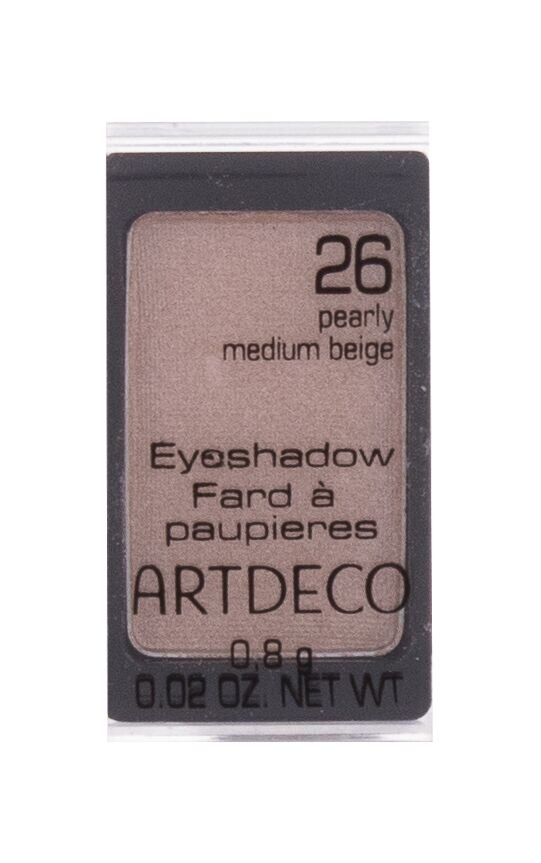 26
pearly
medium beige
Eyeshadow
Fard à
paupieres
ARTDECO
0.8 g
0.02 OZ. NET WT